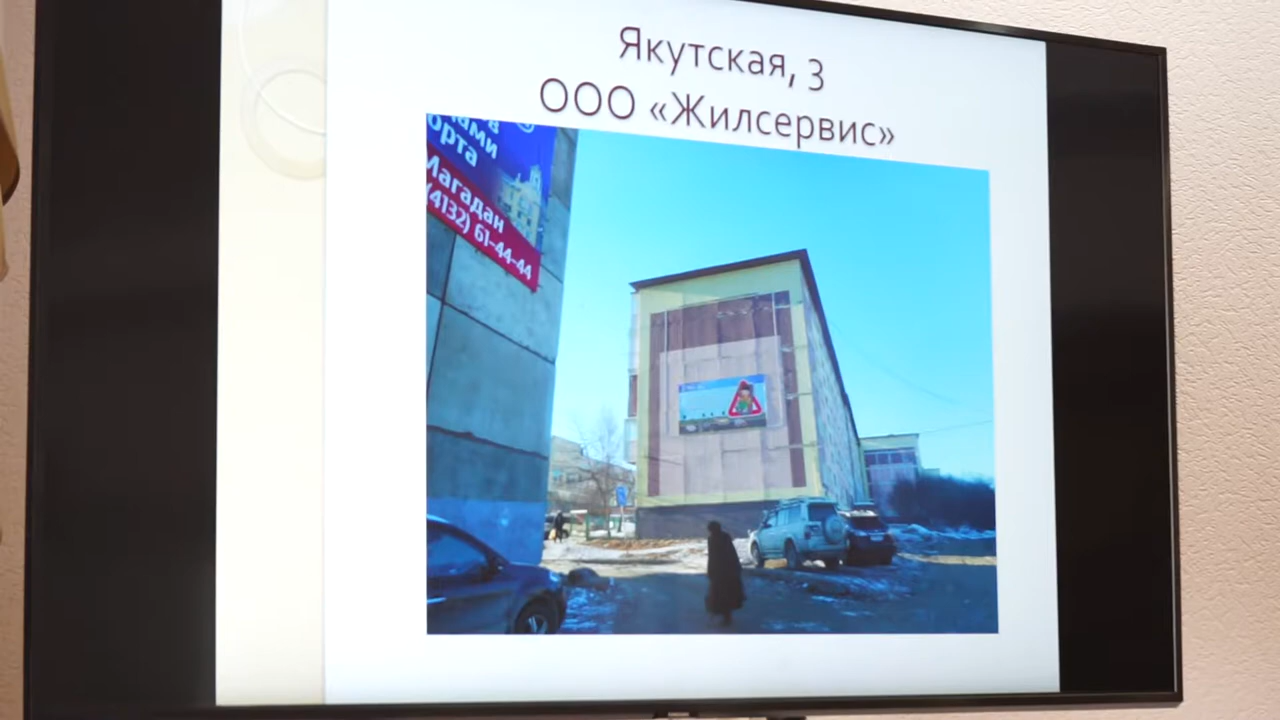 Якутская, 3
ООО «Жилсервис»
орта
Магадан
(4132) 61-44-44